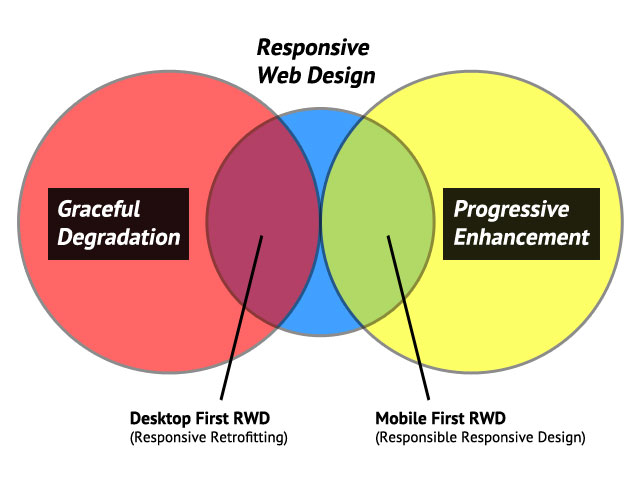 Responsive
Web Design
Graceful
Degradation
Progressive
Enhancement
Desktop First RWD
(Responsive Retrofitting)
Mobile First RWD
(Responsible Responsive Design)